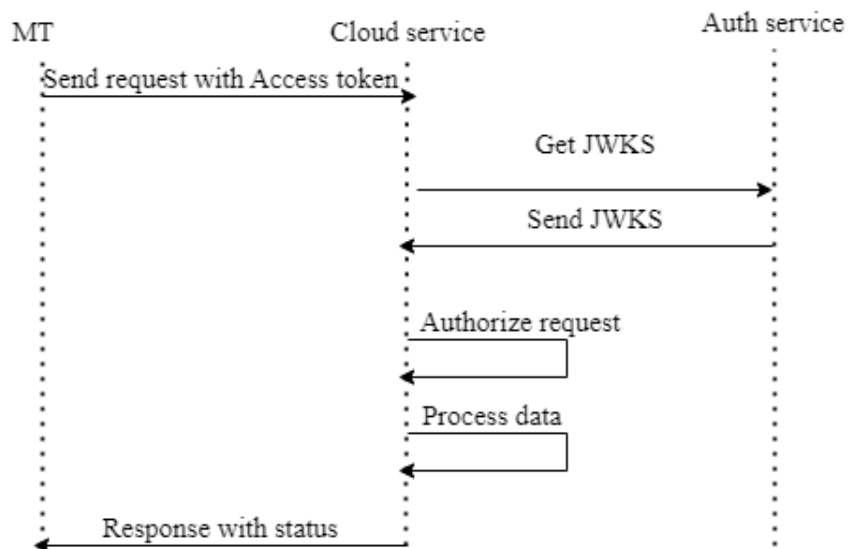 MT
Cloud service
Auth service
Send request with Access token
Get JWKS
Send JWKS
Authorize request
Process data
Response with status